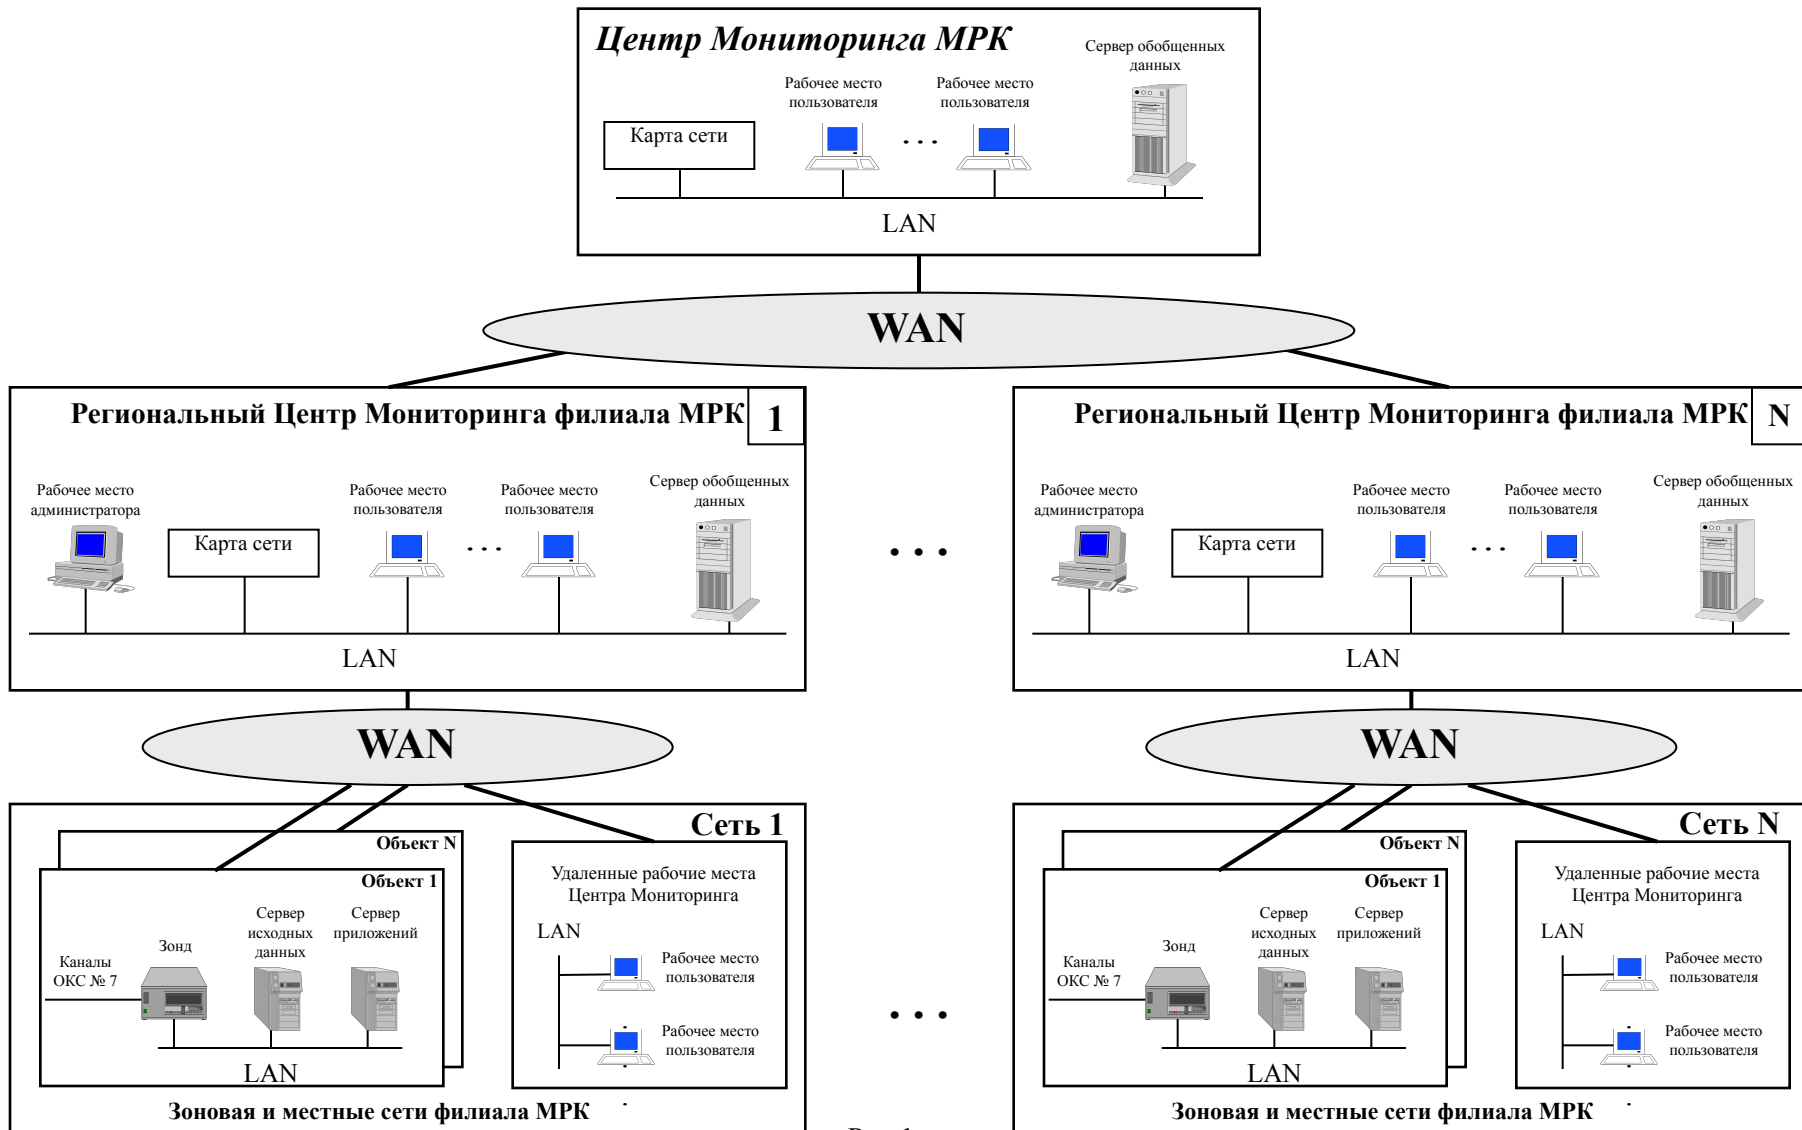 Центр Мониторинга МРК
Сервер обобщенных
данных
Рабочее место
пользователя
Рабочее место
пользователя
Карта сети
. . .
LAN
WAN
Региональный Центр Мониторинга филиала МРК
1
Рабочее место
администратора
Карта сети
Рабочее место
пользователя
. . .
Рабочее место
пользователя
Сервер обобщенных
данных
LAN
. . .
Региональный Центр Мониторинга филиала МРК
N
Рабочее место
администратора
Карта сети
Рабочее место
пользователя
. . .
Рабочее место
пользователя
Сервер обобщенных
данных
LAN
WAN
WAN
Сеть 1
Объект N
Объект 1
Каналы
ОКС № 7
Зонд
Сервер
исходных
данных
Сервер
приложений
LAN
Удаленные рабочие места
Центра Мониторинга
LAN
Рабочее место
пользователя
Рабочее место
пользователя
Зоновая и местные сети филиала МРК
. . .
Сеть N
Объект N
Объект 1
Каналы
ОКС № 7
Зонд
Сервер
исходных
данных
Сервер
приложений
LAN
Удаленные рабочие места
Центра Мониторинга
LAN
Рабочее место
пользователя
Рабочее место
пользователя
Зоновая и местные сети филиала МРК